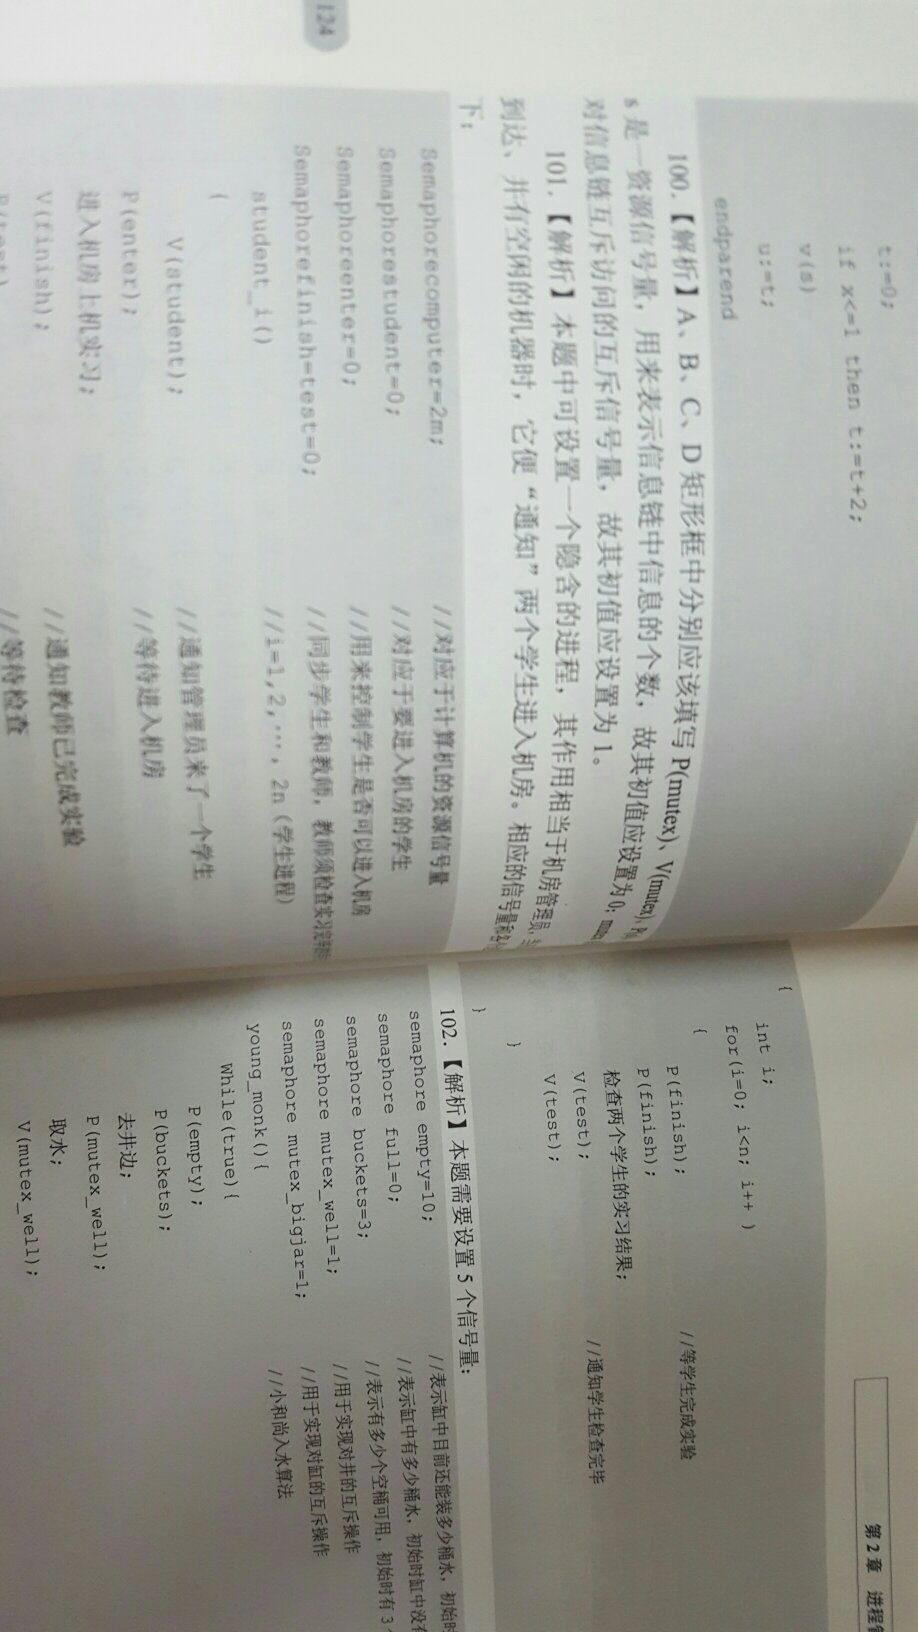 t:=0;
if x<=1 then t:=t+2;
v(s)
u:=t;
endparend
100.【解析】A、B、C、D 矩形框中分别应该填写 P(mutex)、V(mutex)、
s 是一资源信号量，用来表示信息链中信息的个数，故其初值应设置为 0；
对信息链互斥访问的互斥信号量，故其初值应设置为 1。
101.【解析】本题中可设置一个隐含的进程，其作用相当于机房管理员，
到达、并有空闲的机器时，它便“通知”两个学生进入机房。相应的信号量和
下：
Semaphorecomputer=2m; //对应于计算机的资源信号量
Semaphorestudent=0; //对应于要进入机房的学生
Semaphoreenter=0; //用来控制学生是否可以进入机房
Semaphorefinish=test=0; //同步学生和教师，教师须检查实习完毕
student_i() //i=1,2,…, 2n（学生进程）
{
V(student); //通知管理员来了一个学生
P(enter); //等待进入机房
进入机房上机实习;
V(finish); //通知教师已完成实验
P(test) //等待检查
124
第 2 章 进程管
{
int i;
for(i=0; i<n; i++ )
{
P(finish); //等学生完成实验
P(finish);
检查两个学生的实习结果;
V(test); //通知学生检查完毕
V(test);
}
}
102.【解析】本题需要设置 5 个信号量:
semaphore empty=10; //表示缸中目前还能装多少桶水，初始时
semaphore full=0; //表示缸中有多少桶水，初始时缸中没有
semaphore buckets=3; //表示有多少个空桶可用，初始时有 3
semaphore mutex_well=1; //用于实现对井的互斥操作
semaphore mutex_bigjar=1; //用于实现对缸的互斥操作
young_monk(){ //小和尚入水算法
While(true){
P(empty);
P(buckets);
去井边;
P(mutex_well);
取水;
V(mutex_well);